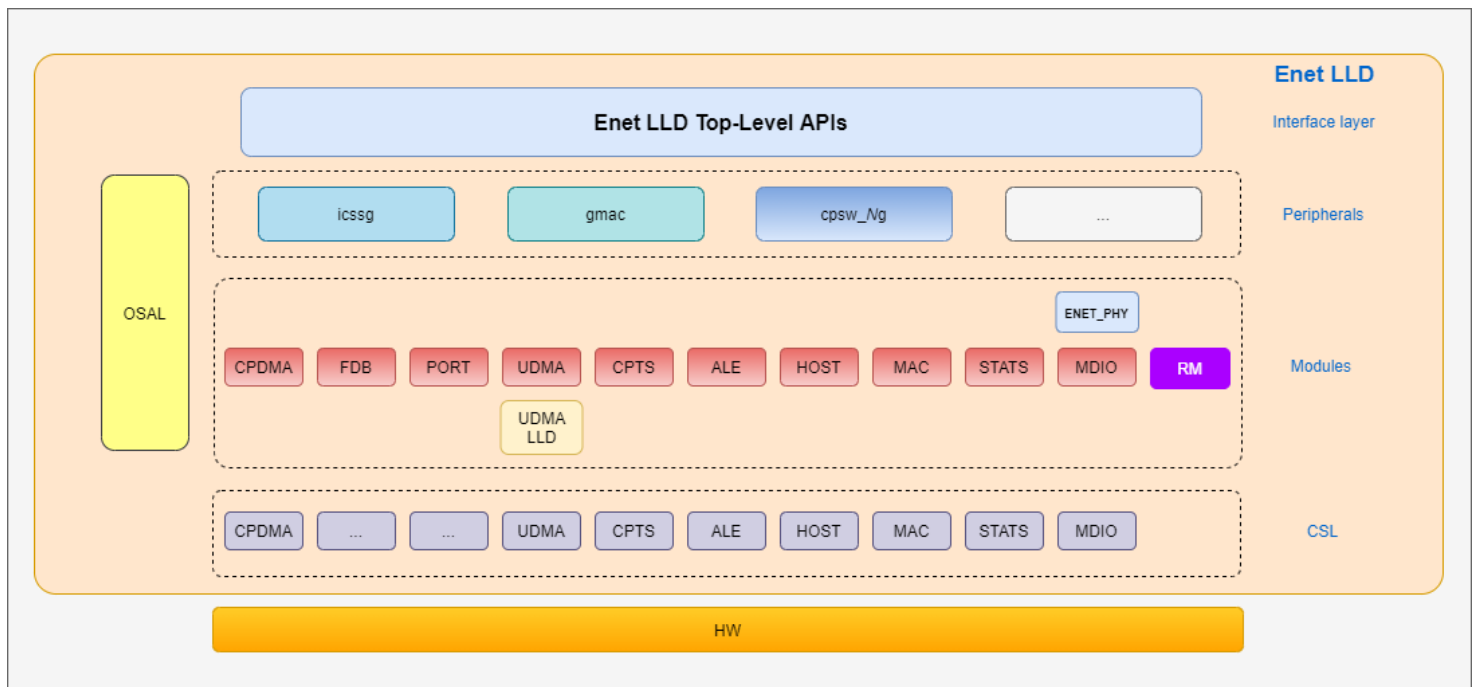 Enet LLD
Enet LLD Top-Level APIs
Interface layer
icssg
gmac
cpsw_Ng
...
Peripherals
OSAL
ENET_PHY
CPDMA
FDB
PORT
UDMA
CPTS
ALE
HOST
MAC
STATS
MDIO
RM
Modules
UDMA
LLD
CPDMA
...
...
UDMA
CPTS
ALE
HOST
MAC
STATS
MDIO
CSL
HW